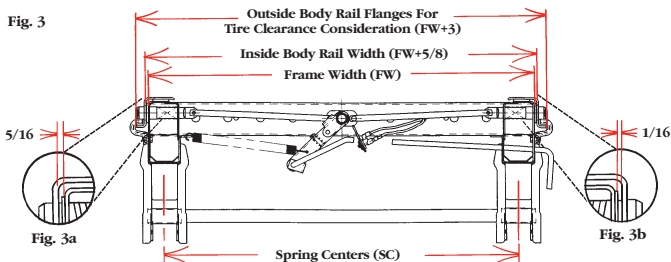 Fig. 3
Outside Body Rail Flanges For
Tire Clearance Consideration (FW+3)
Inside Body Rail Width (FW+5/8)
Frame Width (FW)
5/16
1/16
Fig. 3a
Fig. 3b
Spring Centers (SC)